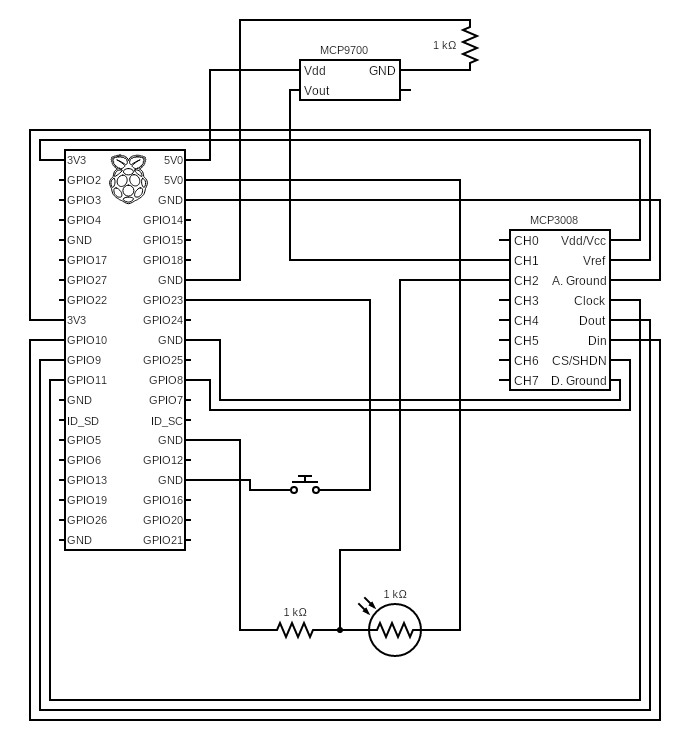 MCP9700
1 kΩ
Vdd GND
Vout
3V3 5V0
GPIO2 5V0
GPIO3 GND
GPIO4 GPIO14
GND GPIO15
GPIO17 GPIO18
GPIO27 GND
GPIO22 GPIO23
3V3 GPIO24
GPIO10 GND
GPIO9 GPIO25
GPIO11 GPIO8
GND GPIO7
ID_SD ID_SC
GPIO5 GND
GPIO6 GPIO12
GPIO13 GND
GPIO19 GPIO16
GPIO26 GPIO20
GND GPIO21
MCP3008
CH0 Vdd/Vcc
CH1 Vref
CH2 A. Ground
CH3 Clock
CH4 Dout
CH5 Din
CH6 CS/SHDN
CH7 D. Ground
1 kΩ
1 kΩ